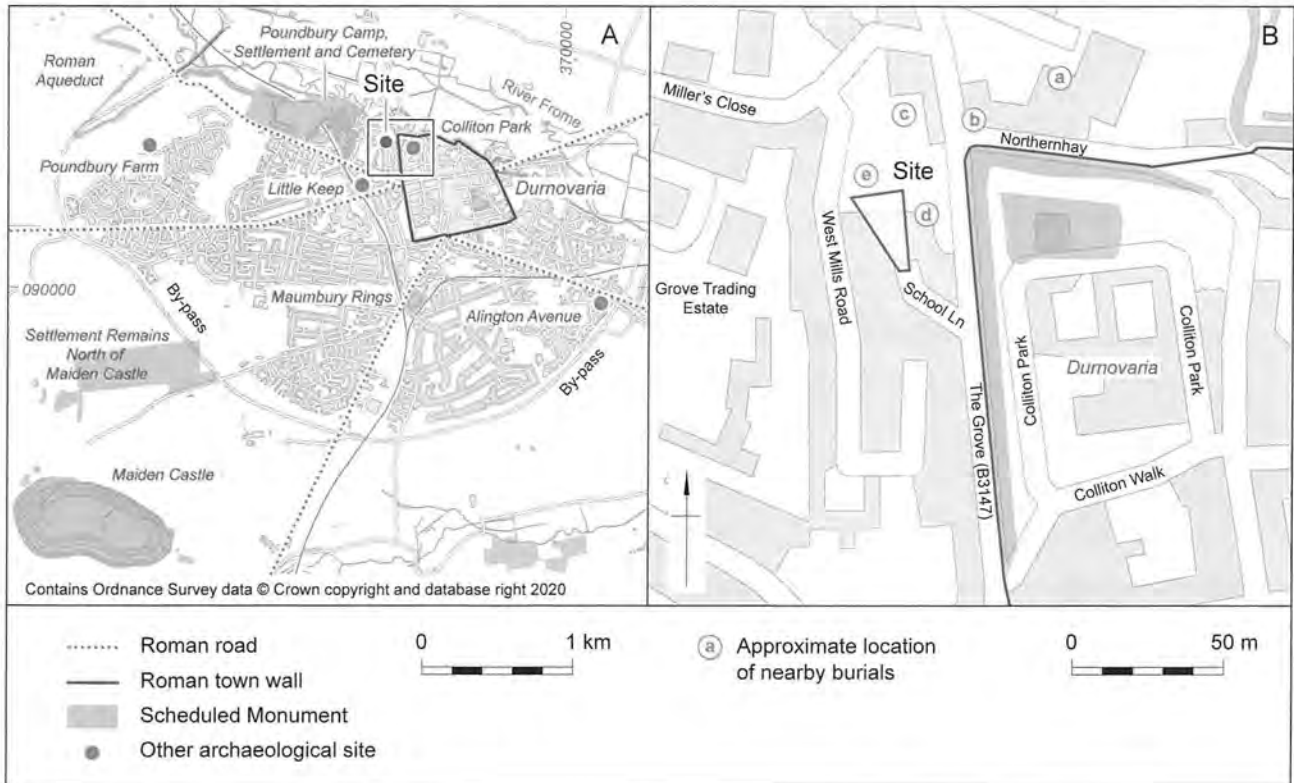 A
Poundbury Camp,
Settlement and Cemetery
Roman
Aqueduct
Site
370000
River Frome
Colliton Park
Poundbury Farm
Little Keep
Durnovaria
090000
Maumbury Rings
Alington Avenue
By-pass
Settlement Remains
North of
Maiden Castle
By-pass
Maiden Castle
Contains Ordnance Survey data © Crown copyright and database right 2020
B
Miller's Close
a
c
b
Northernhay
Site
e
d
West Mills Road
Grove Trading
Estate
School Ln
The Grove (B3147)
Colliton Park
Durnovaria
Colliton Park
Colliton Walk
Roman road
Roman town wall
Scheduled Monument
Other archaeological site
0 1 km
a Approximate location
of nearby burials
0 50 m